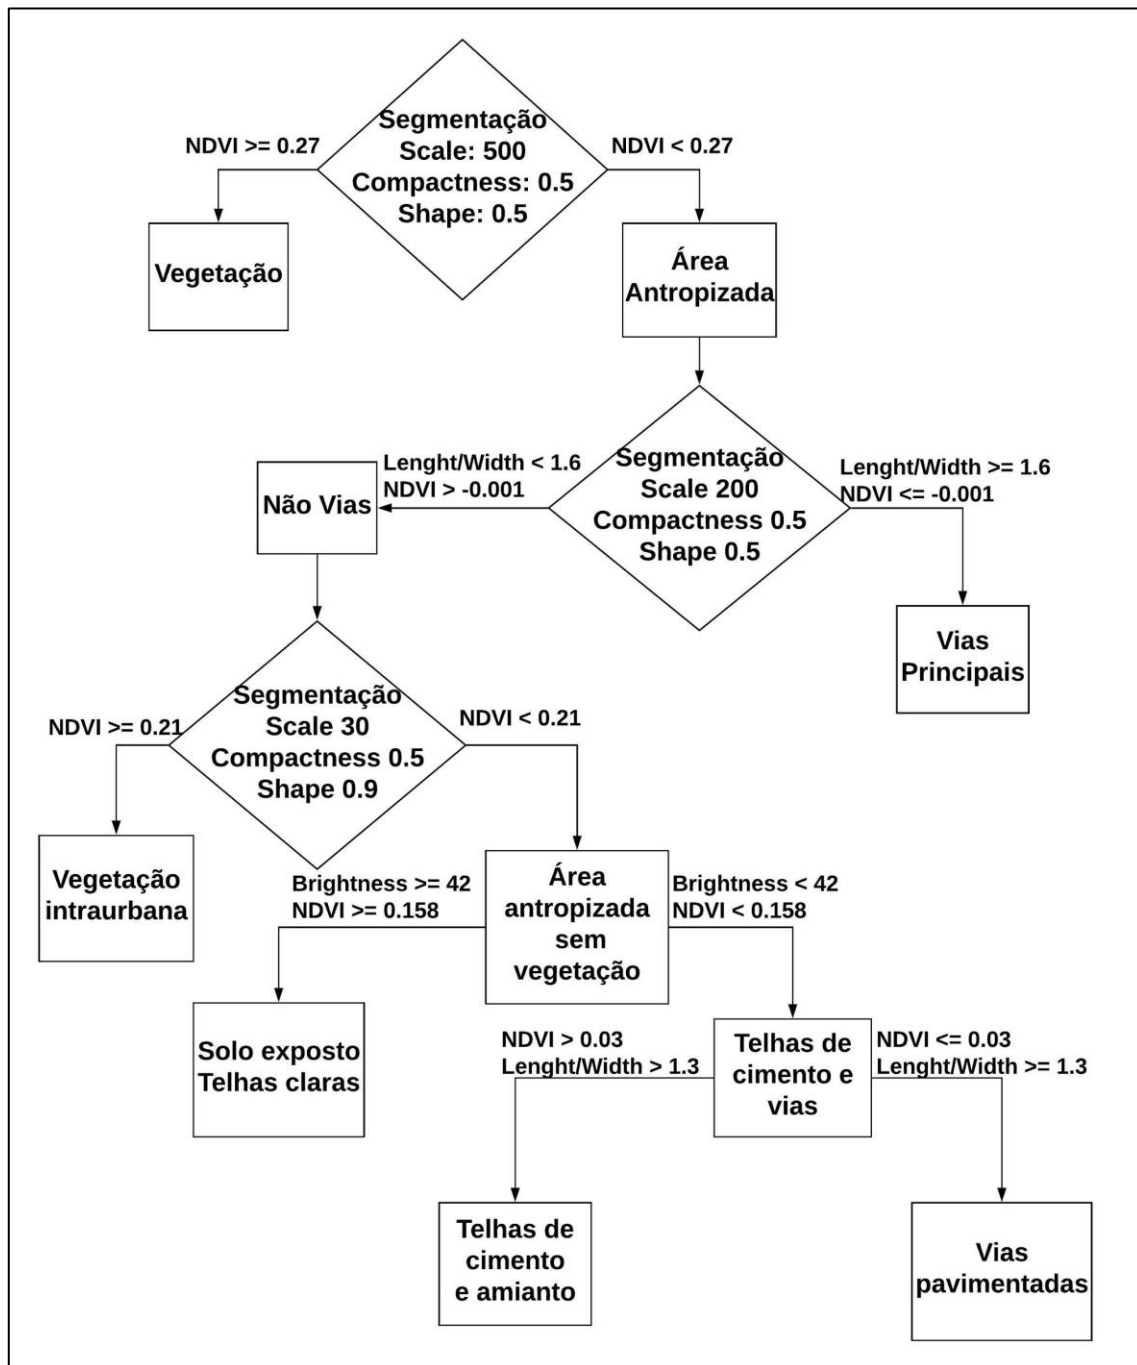 NDVI >= 0.27
Segmentação
Scale: 500
Compactness: 0.5
Shape: 0.5
NDVI < 0.27
Vegetação
Área
Antropizada
Lenght/Width < 1.6
NDVI > -0.001
Segmentação
Scale 200
Compactness 0.5
Shape 0.5
Lenght/Width >= 1.6
NDVI <= -0.001
Não Vias
Vias
Principais
NDVI >= 0.21
Segmentação
Scale 30
Compactness 0.5
Shape 0.9
NDVI < 0.21
Vegetação
intraurbana
Brightness >= 42
NDVI >= 0.158
Área
antropizada
sem
vegetação
Brightness < 42
NDVI < 0.158
Solo exposto
Telhas claras
NDVI > 0.03
Lenght/Width > 1.3
Telhas de
cimento e
vias
NDVI <= 0.03
Lenght/Width >= 1.3
Telhas de
cimento
e amianto
Vias
pavimentadas